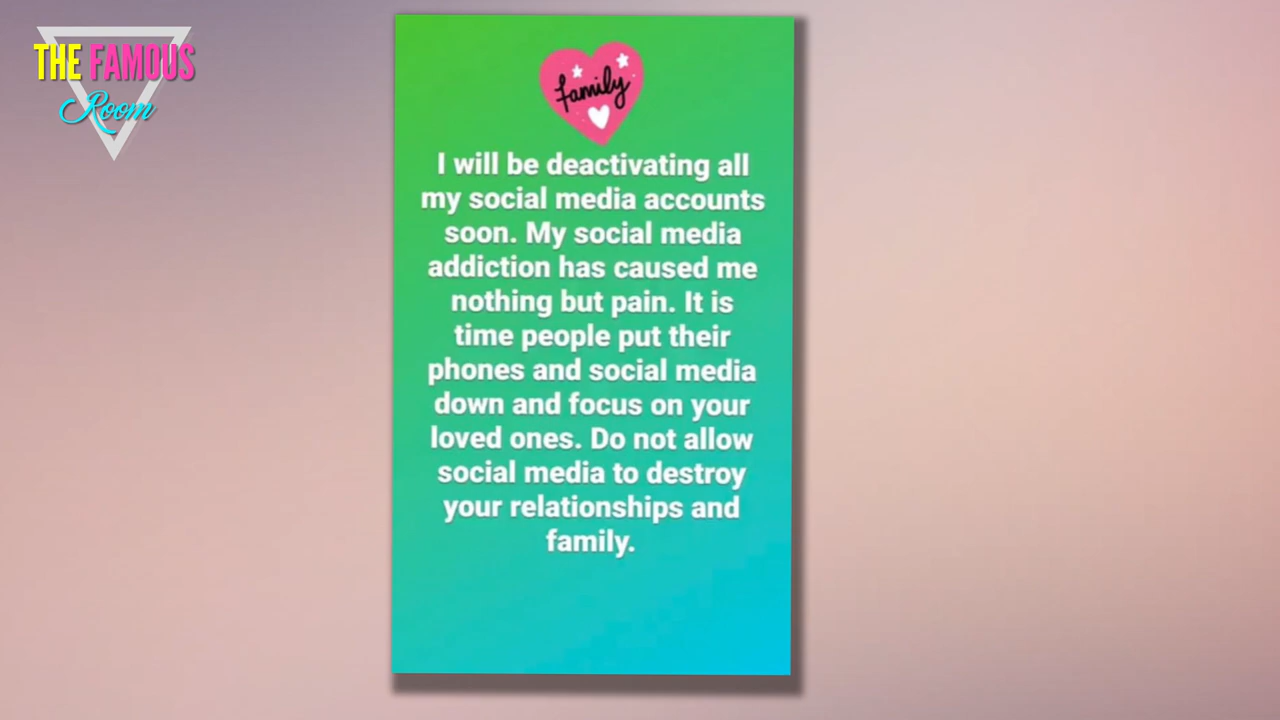 THE FAMOUS
Room
family
I will be deactivating all
my social media accounts
soon. My social media
addiction has caused me
nothing but pain. It is
time people put their
phones and social media
down and focus on your
loved ones. Do not allow
social media to destroy
your relationships and
family.